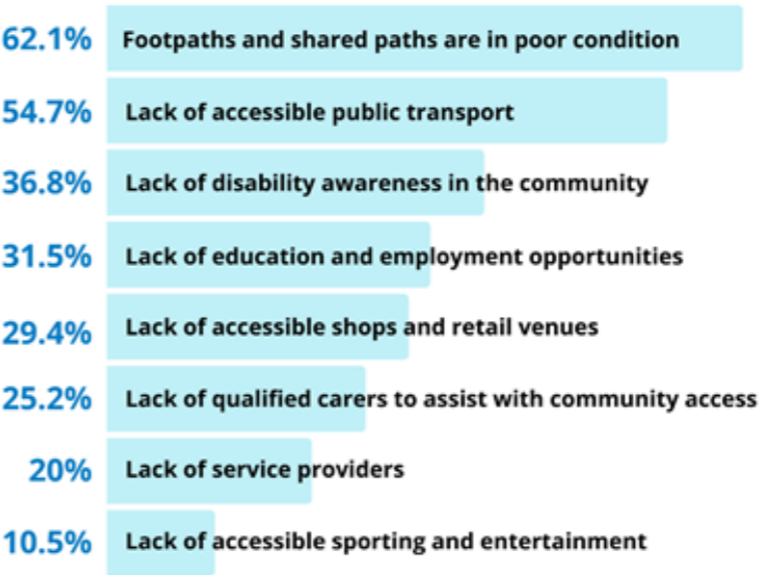 62.1% Footpaths and shared paths are in poor condition
54.7% Lack of accessible public transport
36.8% Lack of disability awareness in the community
31.5% Lack of education and employment opportunities
29.4% Lack of accessible shops and retail venues
25.2% Lack of qualified carers to assist with community access
20% Lack of service providers
10.5% Lack of accessible sporting and entertainment